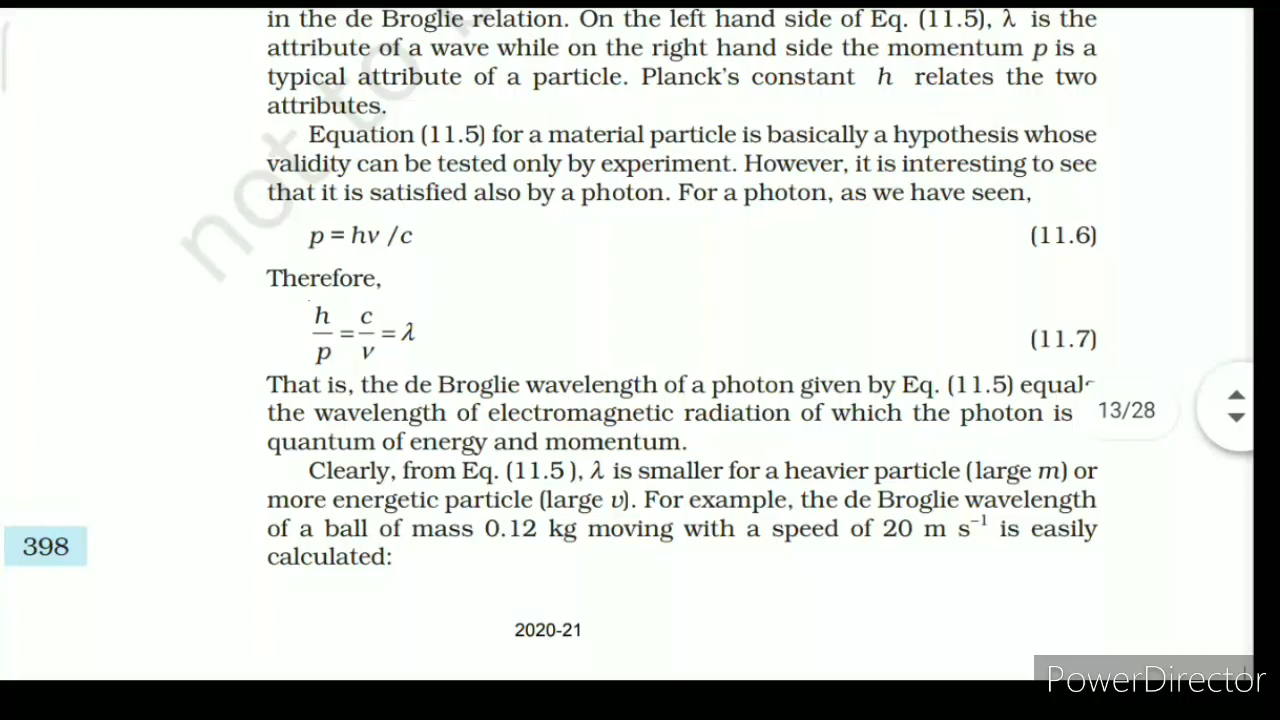 in the de Broglie relation. On the left hand side of Eq. (11.5), λ is the
attribute of a wave while on the right hand side the momentum p is a
typical attribute of a particle. Planck's constant h relates the two
attributes.
Equation (11.5) for a material particle is basically a hypothesis whose
validity can be tested only by experiment. However, it is interesting to see
that it is satisfied also by a photon. For a photon, as we have seen,
p = hν /c (11.6)
Therefore,
h/p = c/ν = λ (11.7)
That is, the de Broglie wavelength of a photon given by Eq. (11.5) equals
the wavelength of electromagnetic radiation of which the photon is
13/28
quantum of energy and momentum.
Clearly, from Eq. (11.5 ), λ is smaller for a heavier particle (large m) or
more energetic particle (large υ). For example, the de Broglie wavelength
of a ball of mass 0.12 kg moving with a speed of 20 m s⁻¹ is easily
calculated:
398
2020-21
not to
PowerDirector